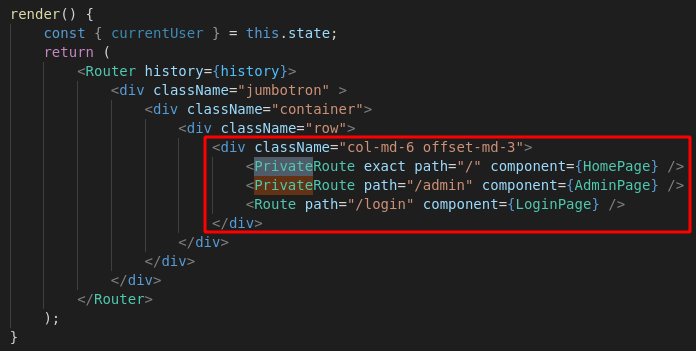 render() {
    const { currentUser } = this.state;
    return (
        <Router history={history}>
            <div className="jumbotron" >
                <div className="container">
                    <div className="row">
                        <div className="col-md-6 offset-md-3">
                            <PrivateRoute exact path="/" component={HomePage} />
                            <PrivateRoute path="/admin" component={AdminPage} />
                            <Route path="/login" component={LoginPage} />
                        </div>
                    </div>
                </div>
            </div>
        </Router>
    );
}